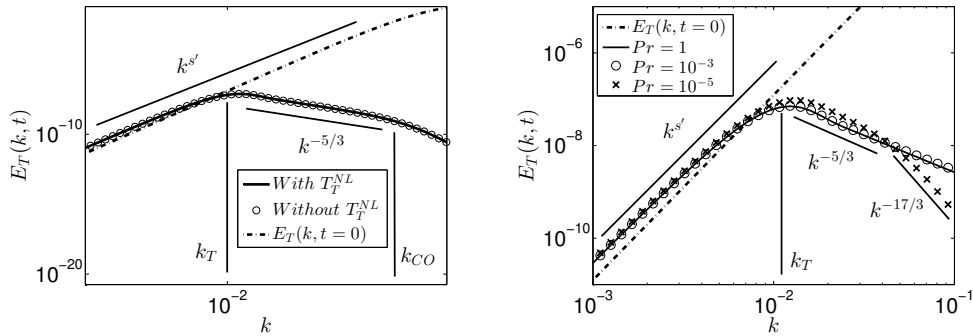 E_T(k, t)
10^{-10}
10^{-20}
k^{s'}
k^{-5/3}
With T_T^{NL}
Without T_T^{NL}
E_T(k, t = 0)
k_T
k_{CO}
10^{-2}
k
E_T(k, t)
10^{-6}
10^{-8}
10^{-10}
E_T(k, t = 0)
Pr = 1
Pr = 10^{-3}
Pr = 10^{-5}
k^{s'}
k^{-5/3}
k^{-17/3}
k_T
10^{-3}
10^{-2}
10^{-1}
k